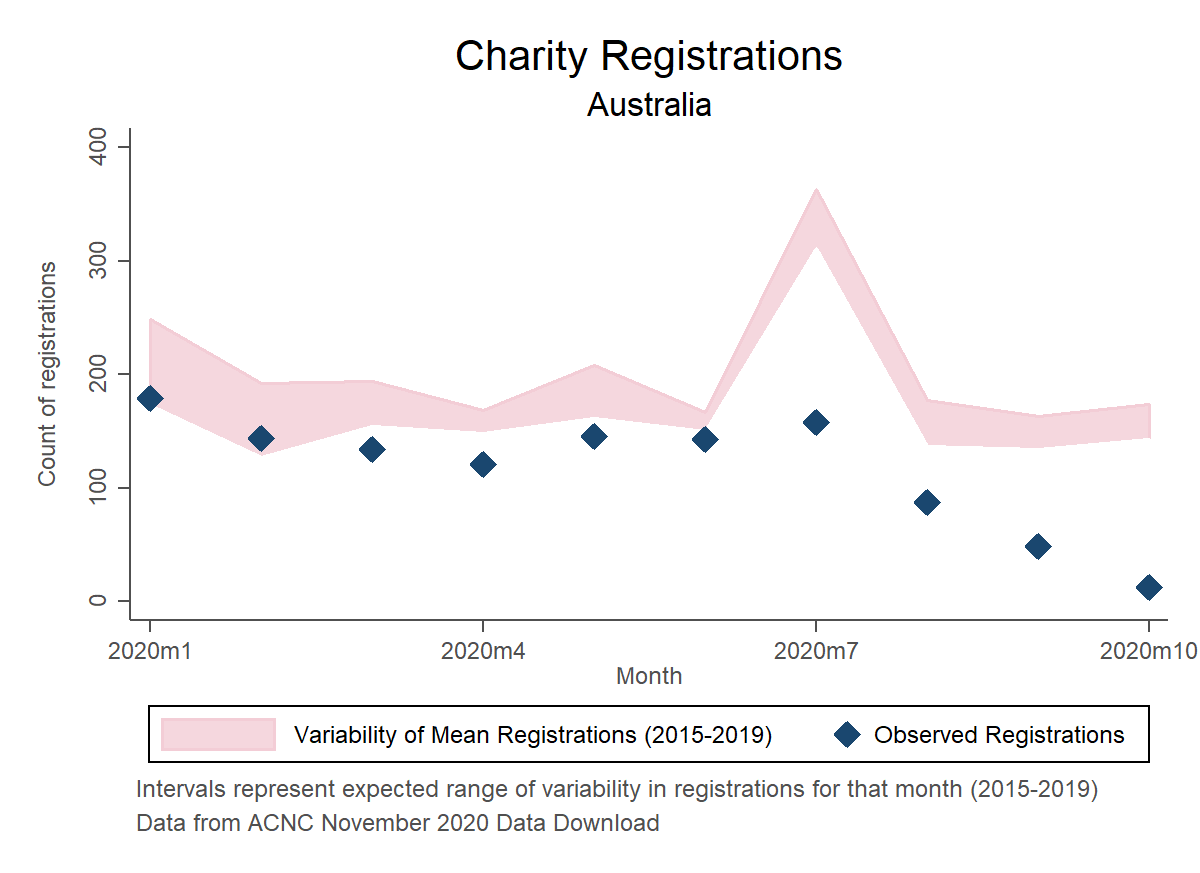 Charity Registrations
Australia
400
300
200
100
0
Count of registrations
2020m1
2020m4
2020m7
2020m10
Month
Variability of Mean Registrations (2015-2019)
Observed Registrations
Intervals represent expected range of variability in registrations for that month (2015-2019)
Data from ACNC November 2020 Data Download